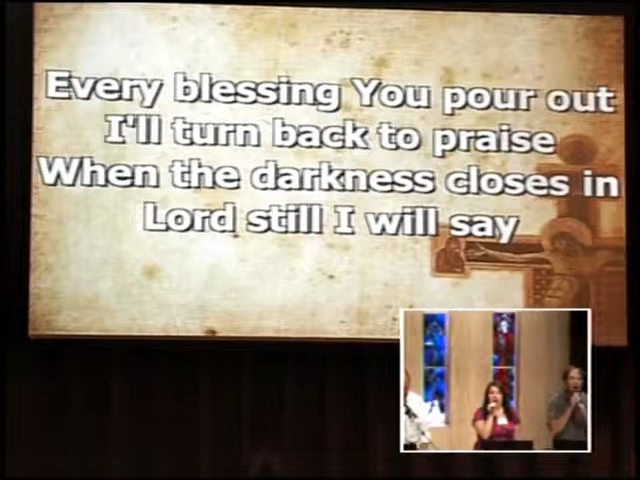 Every blessing You pour out
I'll turn back to praise
When the darkness closes in
Lord still I will say